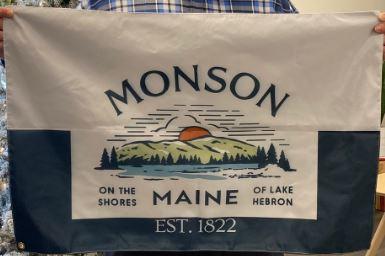 MONSON
ON THE
SHORES
MAINE
OF LAKE
HEBRON
EST. 1822